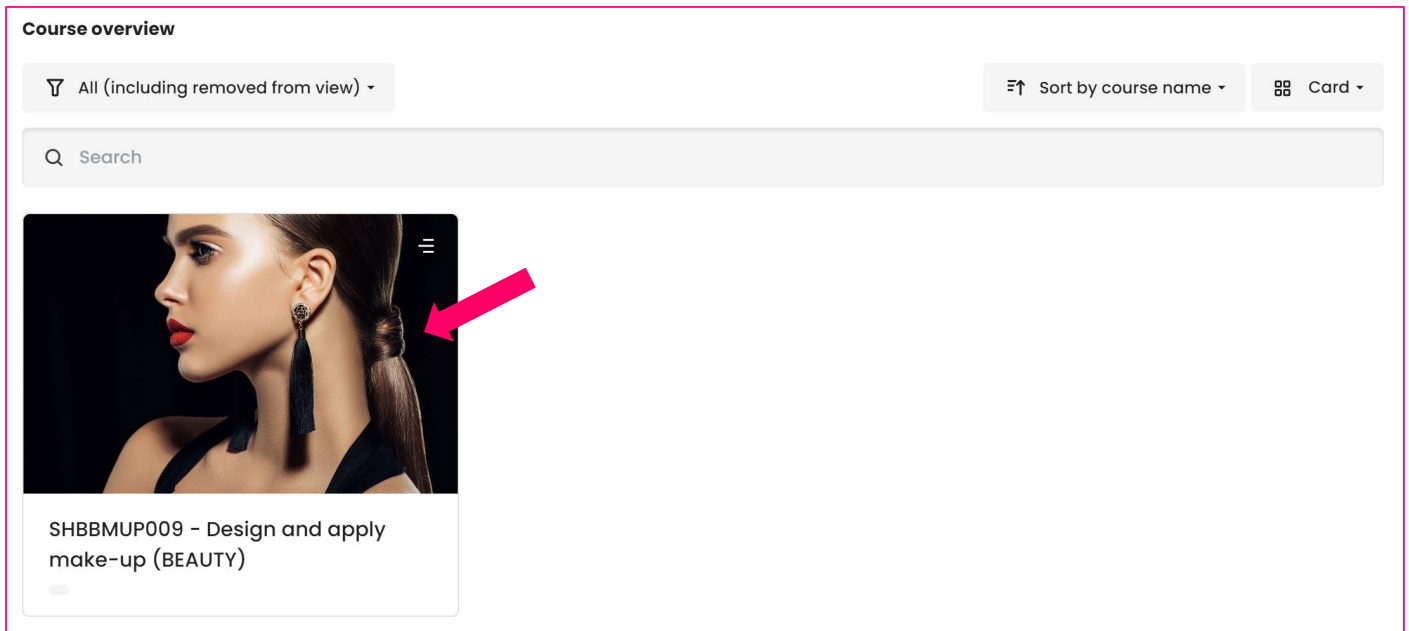 Course overview
All (including removed from view)
Sort by course name
Card
Search
SHBBMUP009 - Design and apply
make-up (BEAUTY)